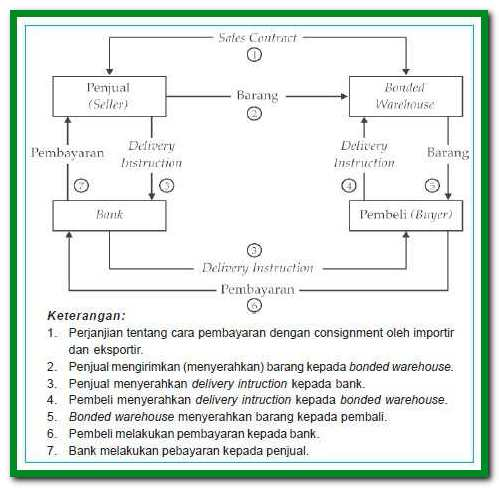 Sales Contract
①
Penjual
(Seller)
Barang
②
Bonded
Warehouse
Pembayaran
Delivery
Instruction
Delivery
Instruction
Barang
⑦
③
④
⑤
Bank
Pembeli (Buyer)
③
Delivery Instruction
Pembayaran
⑥
Keterangan:
1. Perjanjian tentang cara pembayaran dengan consignment oleh importir
dan eksportir.
2. Penjual mengirimkan (menyerahkan) barang kepada bonded warehouse.
3. Penjual menyerahkan delivery intruction kepada bank.
4. Pembeli menyerahkan delivery intruction kepada bonded warehouse.
5. Bonded warehouse menyerahkan barang kepada pembali.
6. Pembeli melakukan pembayaran kepada bank.
7. Bank melakukan pebayaran kepada penjual.